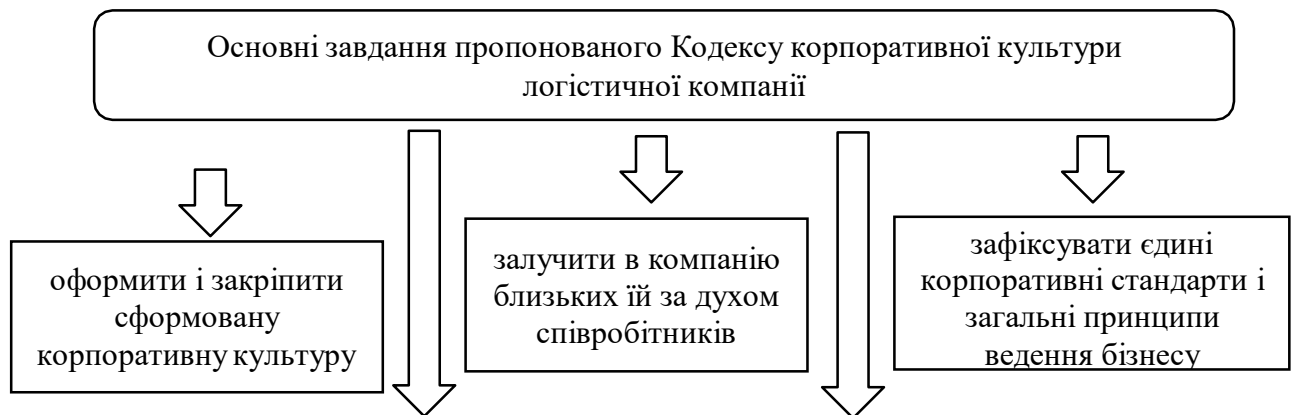 Основні завдання пропонованого Кодексу корпоративної культури
логістичної компанії
оформити і закріпити
сформовану
корпоративну культуру
залучити в компанію
близьких їй за духом
співробітників
зафіксувати єдині
корпоративні стандарти і
загальні принципи
ведення бізнесу